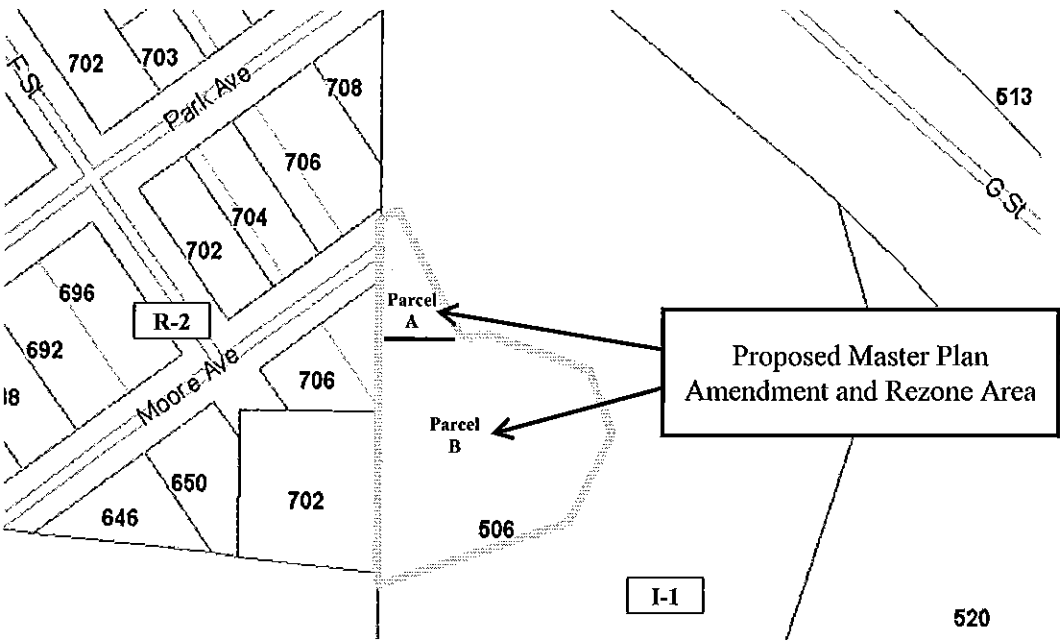 702
703
F St
Park Ave
708
513
706
G St
704
702
696
R-2
Parcel
A
Proposed Master Plan
Amendment and Rezone Area
692
706
38
Moore Ave
Parcel
B
650
702
646
506
I-1
520